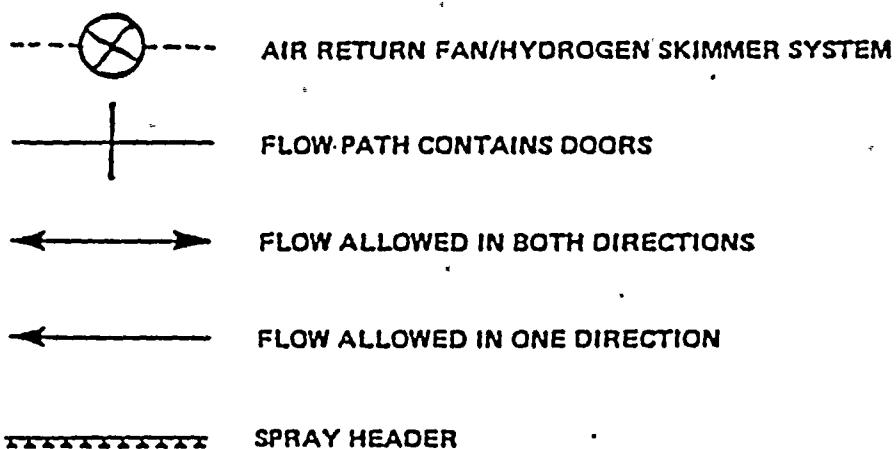 AIR RETURN FAN/HYDROGEN SKIMMER SYSTEM
FLOW PATH CONTAINS DOORS
FLOW ALLOWED IN BOTH DIRECTIONS
FLOW ALLOWED IN ONE DIRECTION
SPRAY HEADER